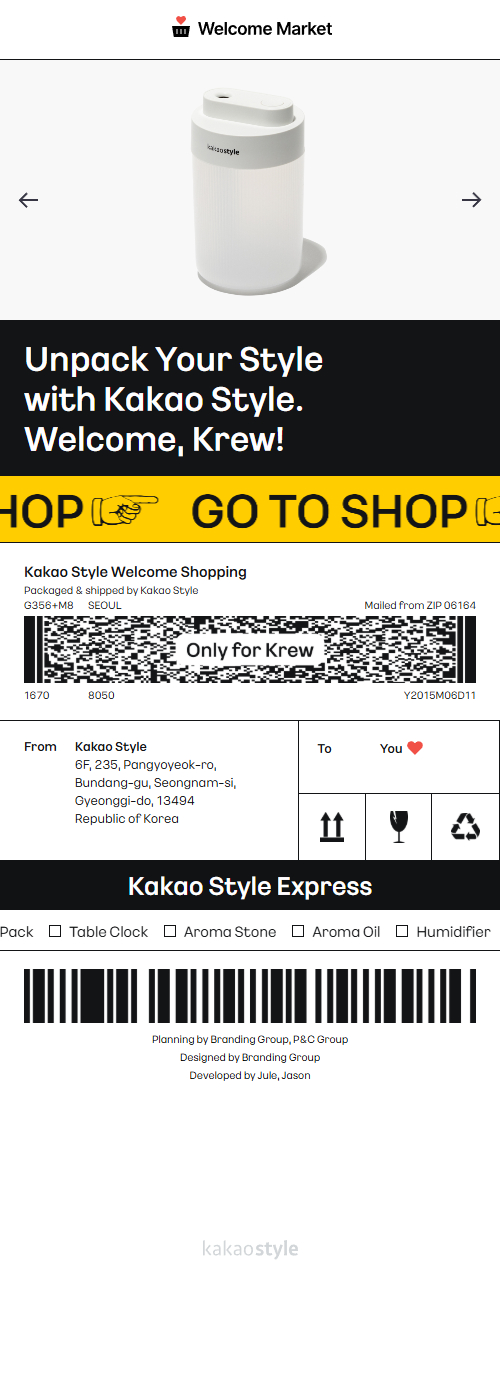 Welcome Market
kakaostyle
Unpack Your Style
with Kakao Style.
Welcome, Krew!
HOP GO TO SHOP
Kakao Style Welcome Shopping
Packaged & shipped by Kakao Style
G356+M8 SEOUL Mailed from ZIP 06164
Only for Krew
1670 8050 Y2015M06D11
From Kakao Style
6F, 235, Pangyoyeok-ro,
Bundang-gu, Seongnam-si,
Gyeonggi-do, 13494
Republic of Korea
To You
Kakao Style Express
Pack Table Clock Aroma Stone Aroma Oil Humidifier
Planning by Branding Group, P&C Group
Designed by Branding Group
Developed by Jule, Jason
kakaostyle